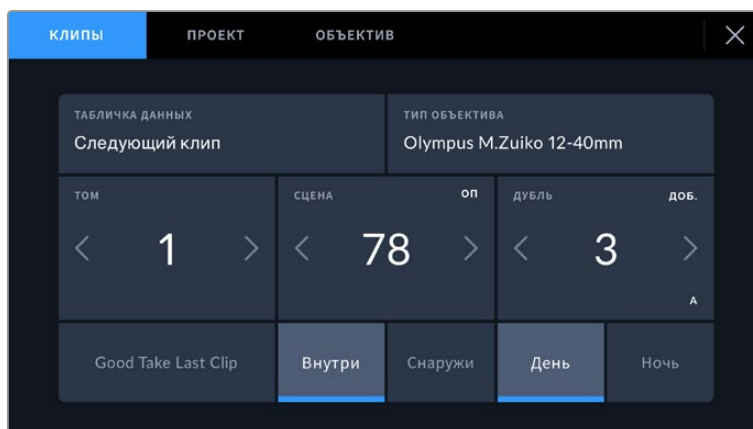 КЛИПЫ ПРОЕКТ ОБЪЕКТИВ
ТАБЛИЧКА ДАННЫХ ТИП ОБЪЕКТИВА
Следующий клип Olympus M.Zuiko 12-40mm
ТОМ СЦЕНА ОП ДУБЛЬ ДОБ.
1 78 3
А
Good Take Last Clip Внутри Снаружи День Ночь